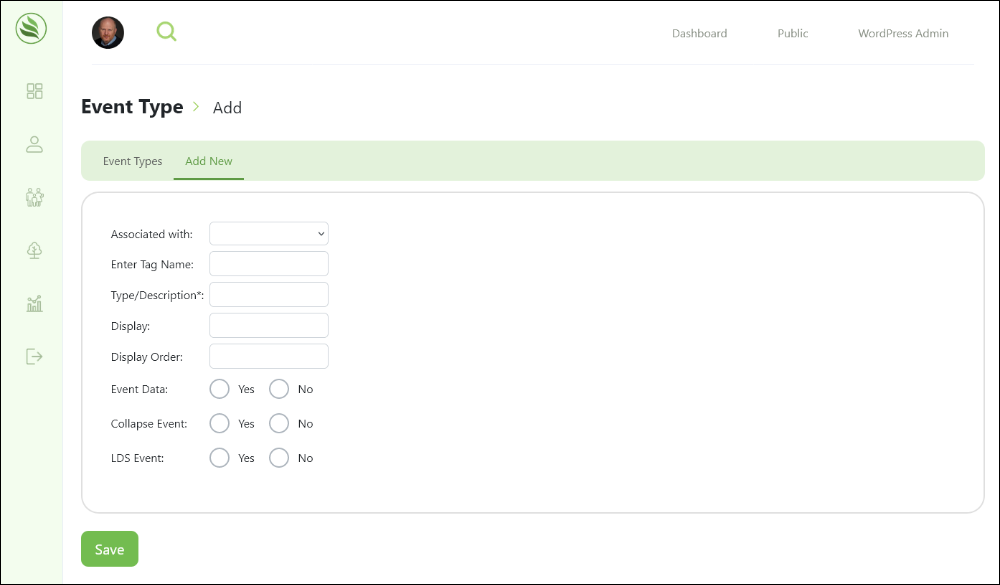 Dashboard Public WordPress Admin
Event Type > Add
Event Types Add New
Associated with:
Enter Tag Name:
Type/Description*:
Display:
Display Order:
Event Data: Yes No
Collapse Event: Yes No
LDS Event: Yes No
Save